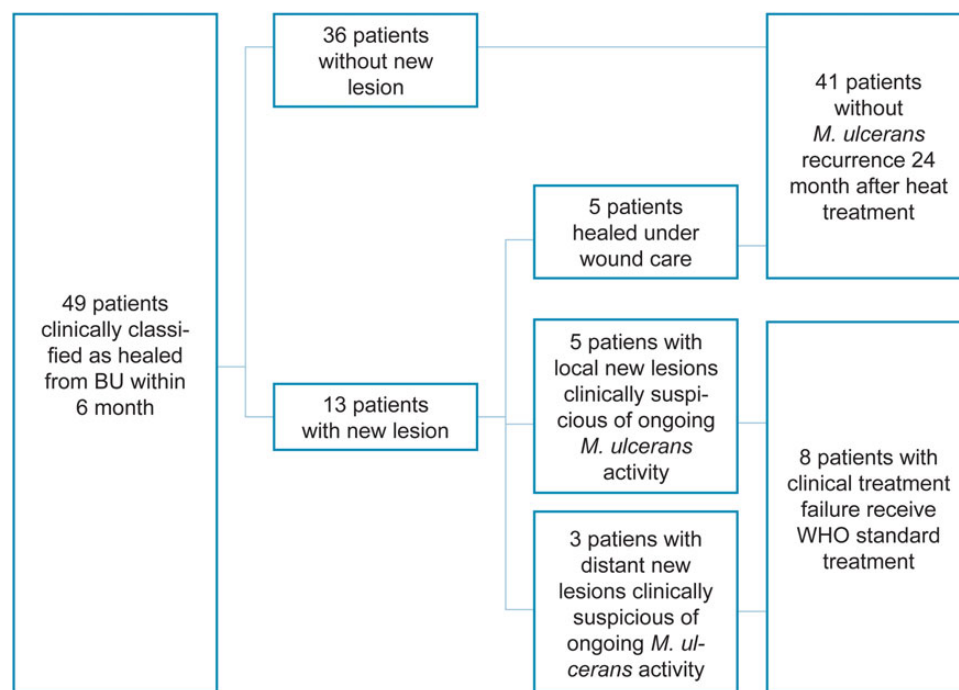 49 patients
clinically classi-
fied as healed
from BU within
6 month
36 patients
without new
lesion
13 patients
with new lesion
5 patients
healed under
wound care
5 patiens with
local new lesions
clinically suspi-
cious of ongoing
M. ulcerans
activity
3 patiens with
distant new
lesions clinically
suspicious of
ongoing M. ul-
cerans activity
41 patients
without
M. ulcerans
recurrence 24
month after heat
treatment
8 patients with
clinical treatment
failure receive
WHO standard
treatment